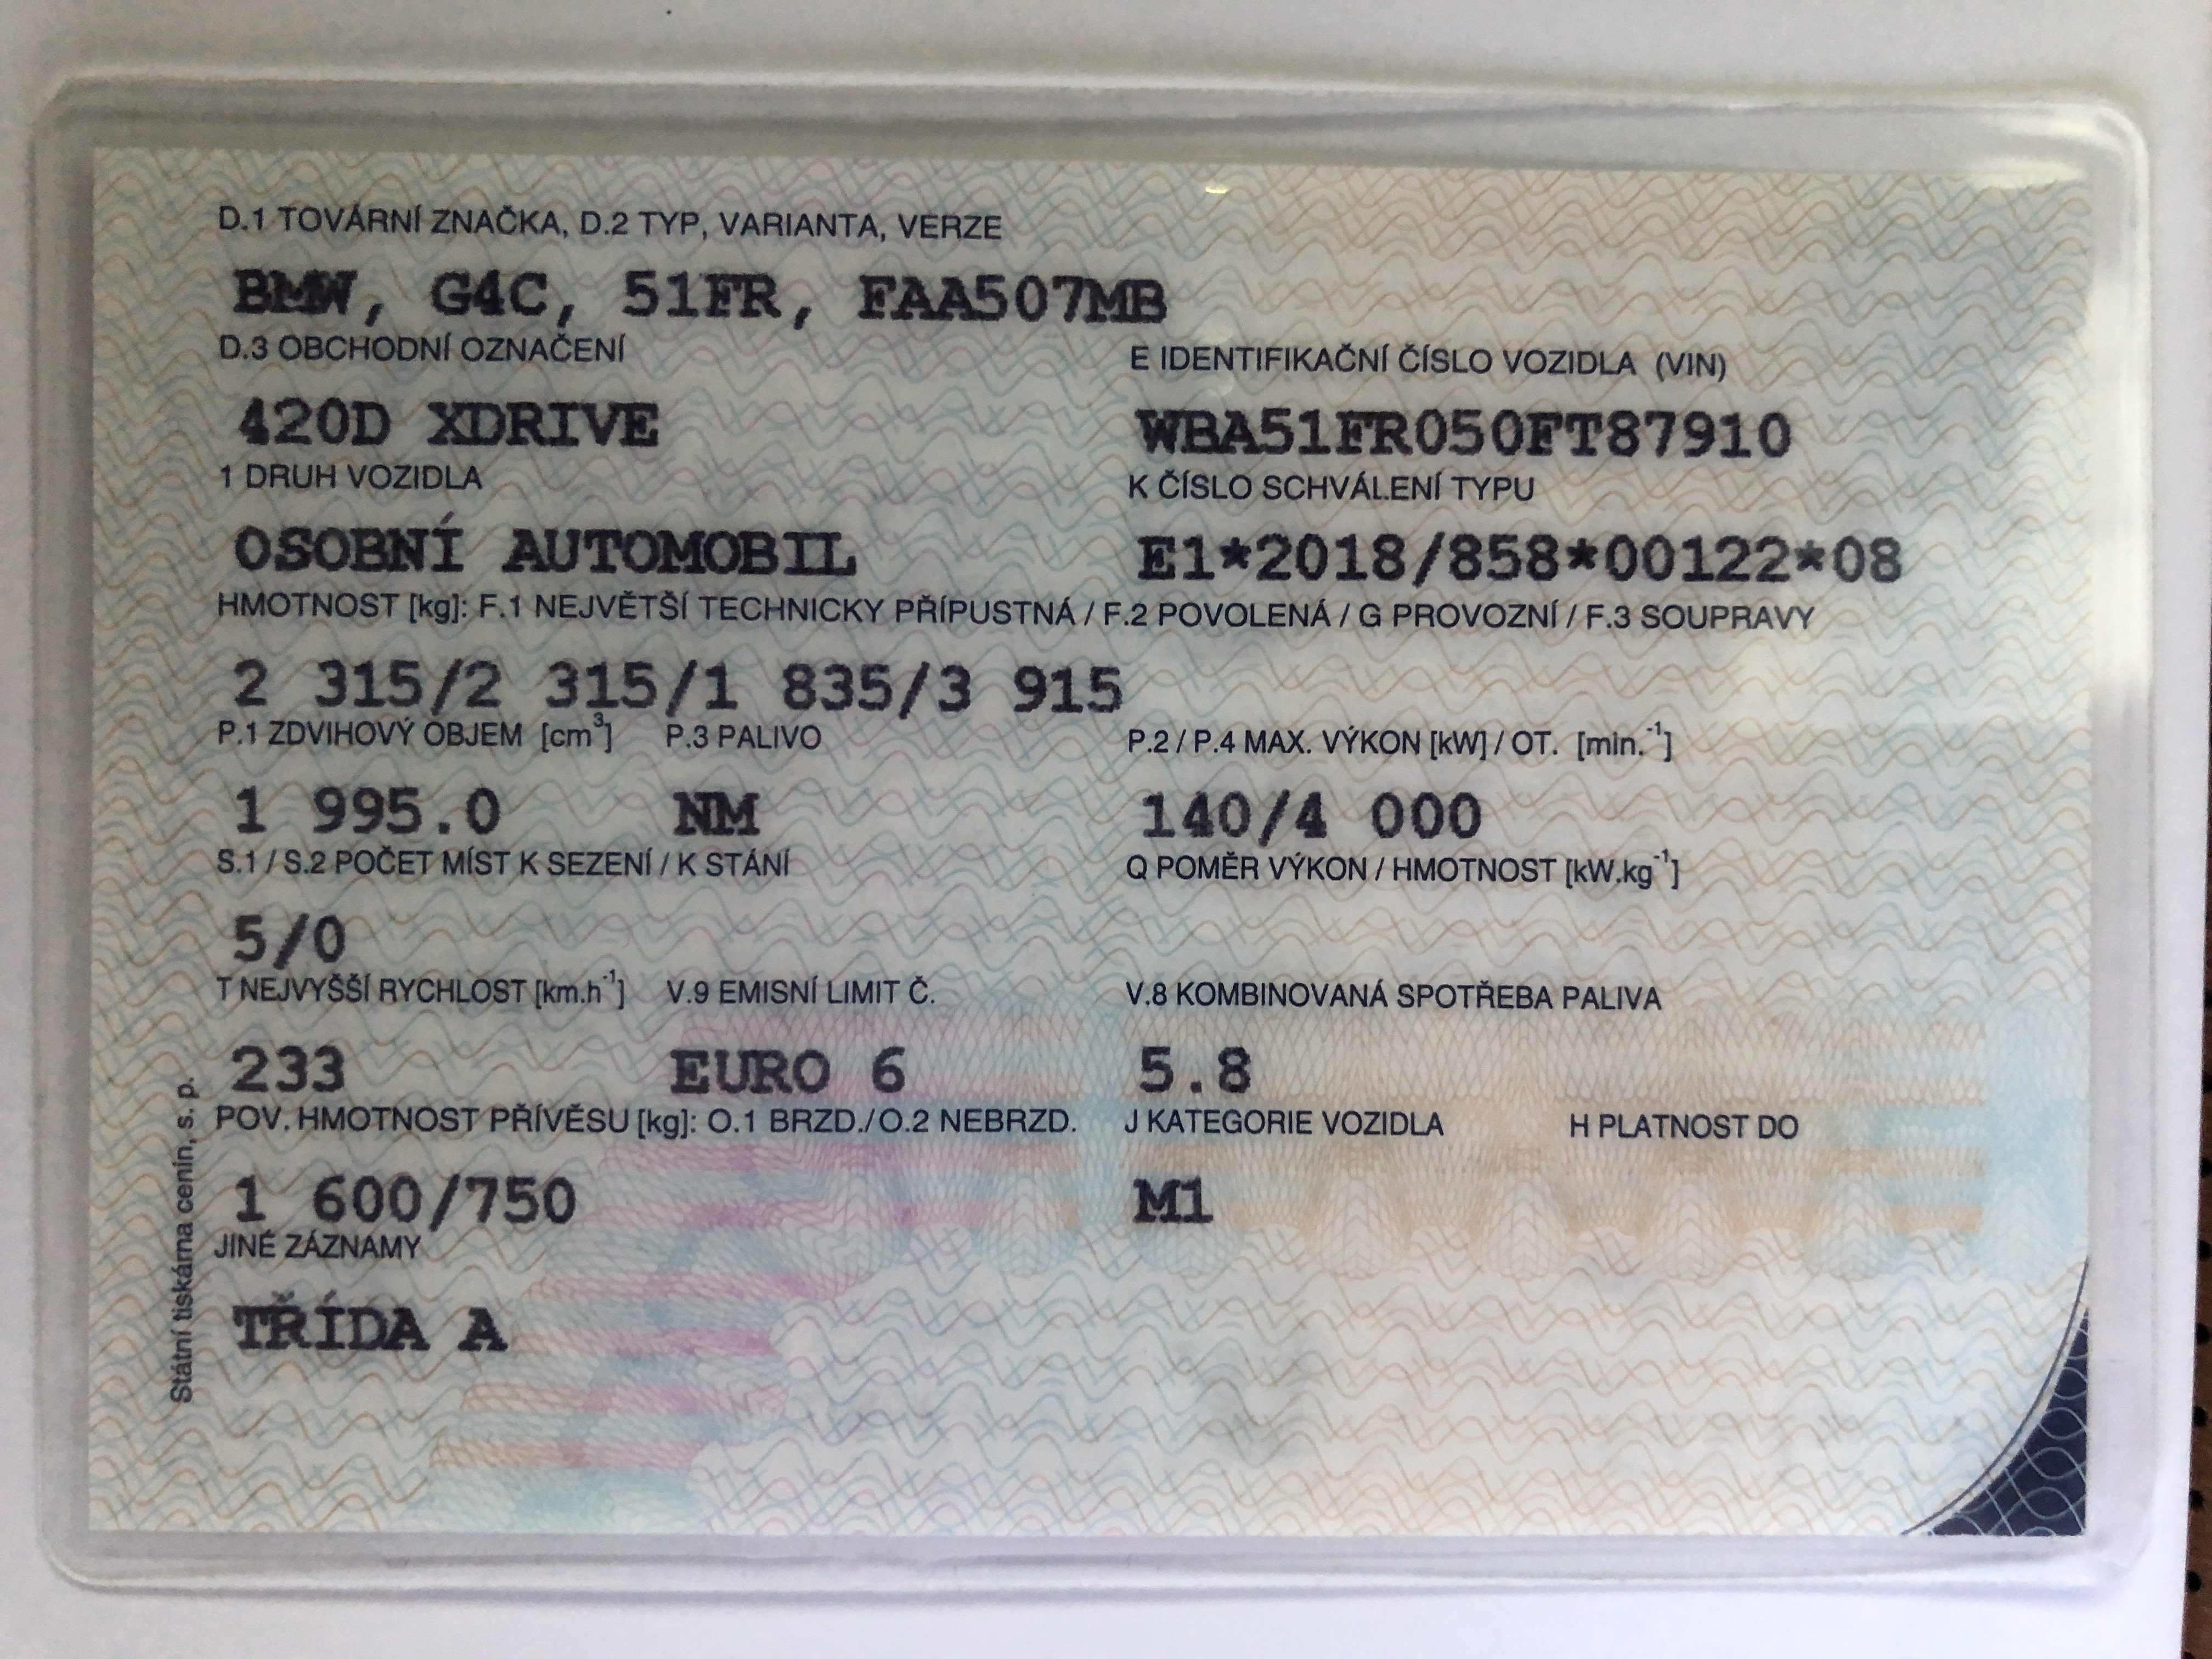 D.1 TOVÁRNÍ ZNAČKA, D.2 TYP, VARIANTA, VERZE
BMW, G4C, 51FR, FAA507MB
D.3 OBCHODNÍ OZNAČENÍ E IDENTIFIKAČNÍ ČÍSLO VOZIDLA (VIN)
420D XDRIVE WBA51FR050FT87910
1 DRUH VOZIDLA K ČÍSLO SCHVÁLENÍ TYPU
OSOBNÍ AUTOMOBIL E1*2018/858*00122*08
HMOTNOST [kg]: F.1 NEJVĚTŠÍ TECHNICKY PŘÍPUSTNÁ / F.2 POVOLENÁ / G PROVOZNÍ / F.3 SOUPRAVY
2 315/2 315/1 835/3 915
P.1 ZDVIHOVÝ OBJEM [cm³] P.3 PALIVO P.2 / P.4 MAX. VÝKON [kW] / OT. [min.⁻¹]
1 995.0 NM 140/4 000
S.1 / S.2 POČET MÍST K SEZENÍ / K STÁNÍ Q POMĚR VÝKON / HMOTNOST [kW.kg⁻¹]
5/0
T NEJVYŠŠÍ RYCHLOST [km.h⁻¹] V.9 EMISNÍ LIMIT Č. V.8 KOMBINOVANÁ SPOTŘEBA PALIVA
233 EURO 6 5.8
POV. HMOTNOST PŘÍVĚSU [kg]: O.1 BRZD./O.2 NEBRZD. J KATEGORIE VOZIDLA H PLATNOST DO
1 600/750 M1
JINÉ ZÁZNAMY
TŘÍDA A
Státní tiskárna cenin, s. p.